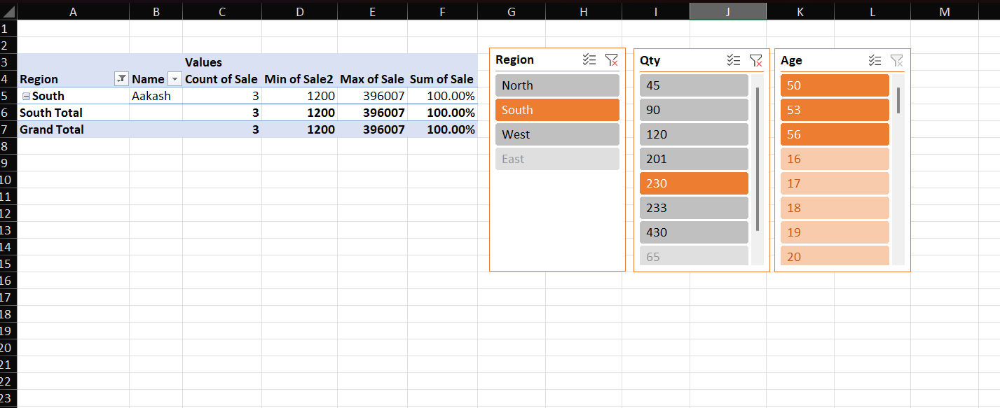 A B C D E F G H I J K L M
1
2
3 Values
4 Region Name Count of Sale Min of Sale2 Max of Sale Sum of Sale
5 South Aakash 3 1200 396007 100.00%
6 South Total 3 1200 396007 100.00%
7 Grand Total 3 1200 396007 100.00%
8
9
10
11
12
13
14
15
16
17
18
19
20
21
22
23
Region
North
South
West
East
Qty
45
90
120
201
230
233
430
65
Age
50
53
56
16
17
18
19
20